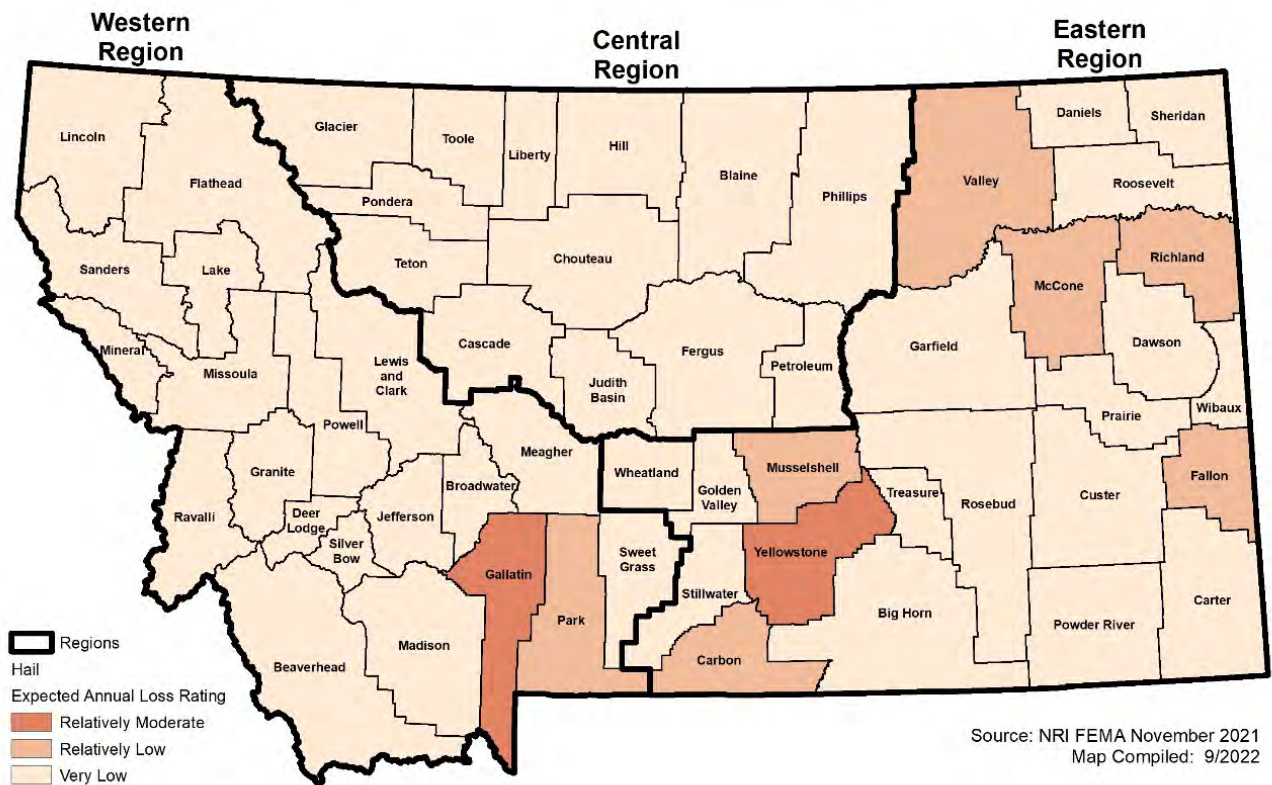 Western
Region
Central
Region
Eastern
Region
Lincoln
Flathead
Glacier
Toole
Liberty
Hill
Blaine
Phillips
Valley
Daniels
Sheridan
Roosevelt
Pondera
Teton
Chouteau
Sanders
Lake
McCone
Richland
Mineral
Missoula
Lewis
and
Clark
Cascade
Judith
Basin
Fergus
Petroleum
Garfield
Dawson
Prairie
Wibaux
Powell
Granite
Meagher
Wheatland
Golden
Valley
Musselshell
Treasure
Rosebud
Custer
Fallon
Ravalli
Deer
Lodge
Silver
Bow
Jefferson
Broadwater
Gallatin
Park
Sweet
Grass
Stillwater
Yellowstone
Big Horn
Powder River
Carter
Beaverhead
Madison
Carbon
Regions
Hail
Expected Annual Loss Rating
Relatively Moderate
Relatively Low
Very Low
Source: NRI FEMA November 2021
Map Compiled: 9/2022